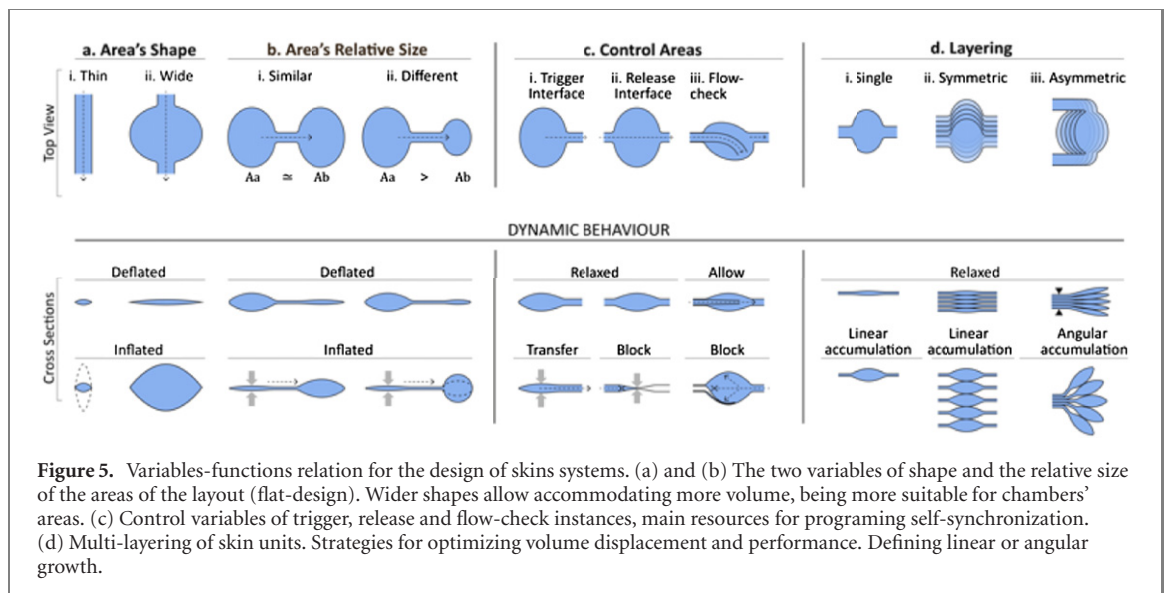 a. Area's Shape
b. Area's Relative Size
c. Control Areas
d. Layering
i. Thin
ii. Wide
i. Similar
ii. Different
i. Trigger
Interface
ii. Release
Interface
iii. Flow-
check
i. Single
ii. Symmetric
iii. Asymmetric
Top View
Aa ≃ Ab
Aa > Ab
DYNAMIC BEHAVIOUR
Cross Sections
Deflated
Deflated
Relaxed
Allow
Relaxed
Inflated
Inflated
Transfer
Block
Block
Linear
accumulation
Linear
accumulation
Angular
accumulation
Figure 5. Variables-functions relation for the design of skins systems. (a) and (b) The two variables of shape and the relative size
of the areas of the layout (flat-design). Wider shapes allow accommodating more volume, being more suitable for chambers'
areas. (c) Control variables of trigger, release and flow-check instances, main resources for programing self-synchronization.
(d) Multi-layering of skin units. Strategies for optimizing volume displacement and performance. Defining linear or angular
growth.